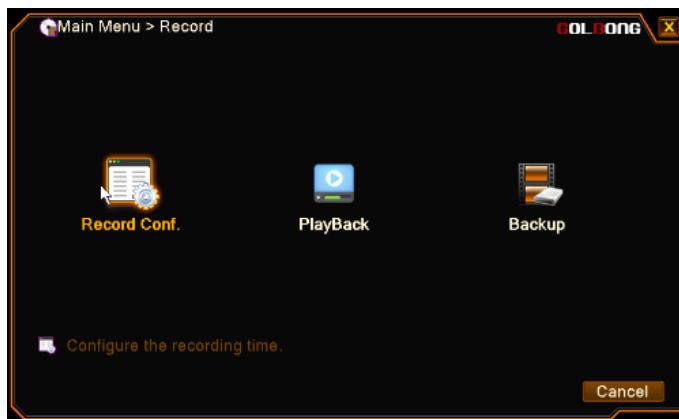 Main Menu > Record
GOLBONG
X
Record Conf.
PlayBack
Backup
Configure the recording time.
Cancel